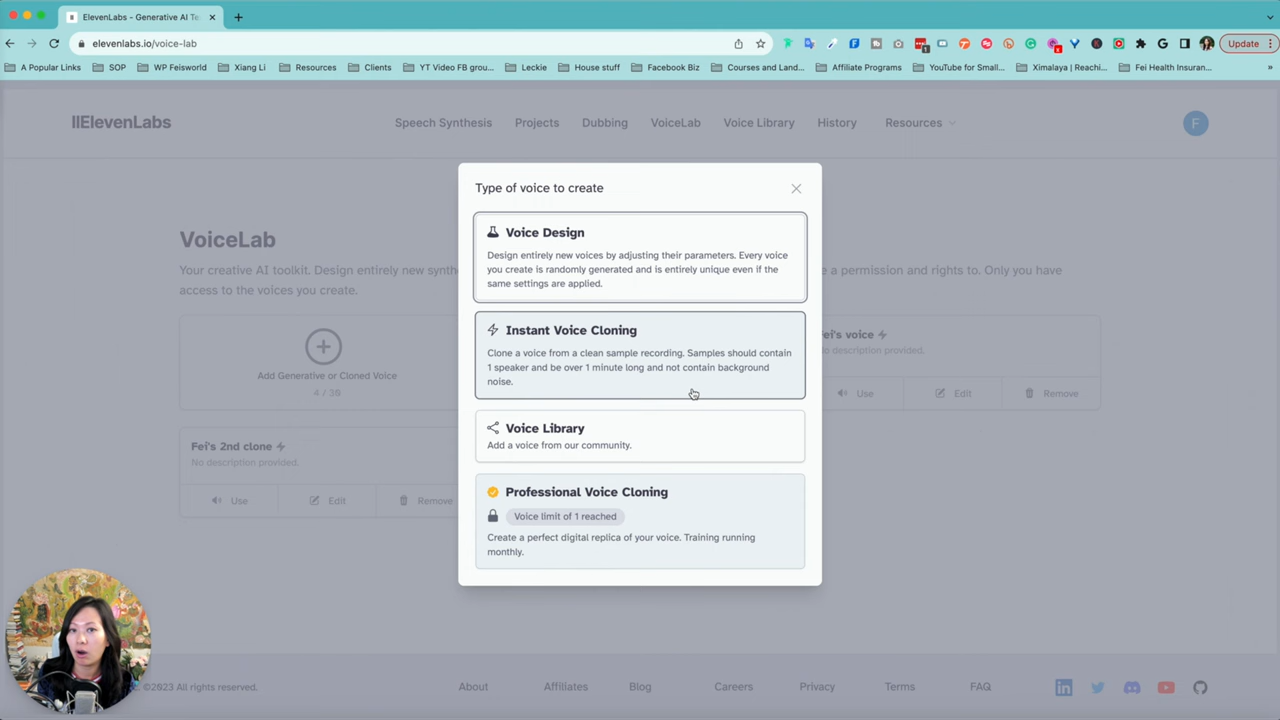 ElevenLabs - Generative AI Te
elevenlabs.io/voice-lab
Update
A Popular Links
SOP
WP Feisworld
Xiang Li
Resources
Clients
YT Video FB grou...
Leckie
House stuff
Facebook Biz
Courses and Land...
Affiliate Programs
YouTube for Small...
Ximalaya | Reachi...
Fei Health Insuran...
IIElevenLabs
Speech Synthesis
Projects
Dubbing
VoiceLab
Voice Library
History
Resources
F
Type of voice to create
Voice Design
Design entirely new voices by adjusting their parameters. Every voice
you create is randomly generated and is entirely unique even if the
same settings are applied.
Instant Voice Cloning
Clone a voice from a clean sample recording. Samples should contain
1 speaker and be over 1 minute long and not contain background
noise.
Voice Library
Add a voice from our community.
Professional Voice Cloning
Voice limit of 1 reached
Create a perfect digital replica of your voice. Training running
monthly.
VoiceLab
Your creative AI toolkit. Design entirely new synth
e a permission and rights to. Only you have
access to the voices you create.
Add Generative or Cloned Voice
4 / 30
Fei's voice
No description provided.
Use
Edit
Remove
Fei's 2nd clone
No description provided.
Use
Edit
Remove
©2023 All rights reserved.
About
Affiliates
Blog
Careers
Privacy
Terms
FAQ